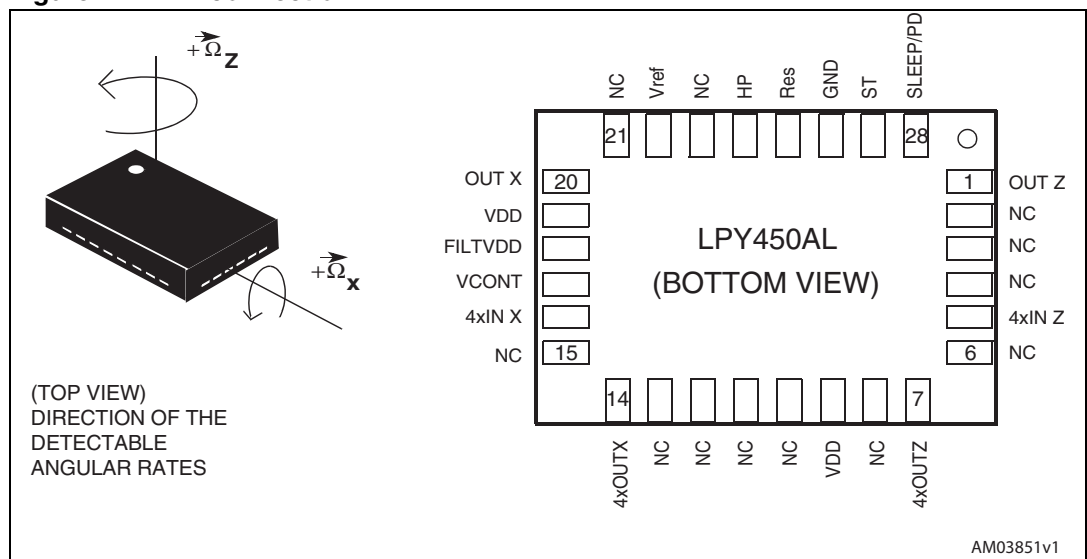 +Ω Z
+Ω x
(TOP VIEW)
DIRECTION OF THE
DETECTABLE
ANGULAR RATES
NC
Vref
NC
HP
Res
GND
ST
SLEEP/PD
21
28
OUT X 20
1 OUT Z
VDD
NC
FILTVDD
NC
VCONT
NC
4xIN X
4xIN Z
NC 15
6 NC
LPY450AL
(BOTTOM VIEW)
14
7
4xOUTX
NC
NC
NC
NC
VDD
NC
4xOUTZ
AM03851v1